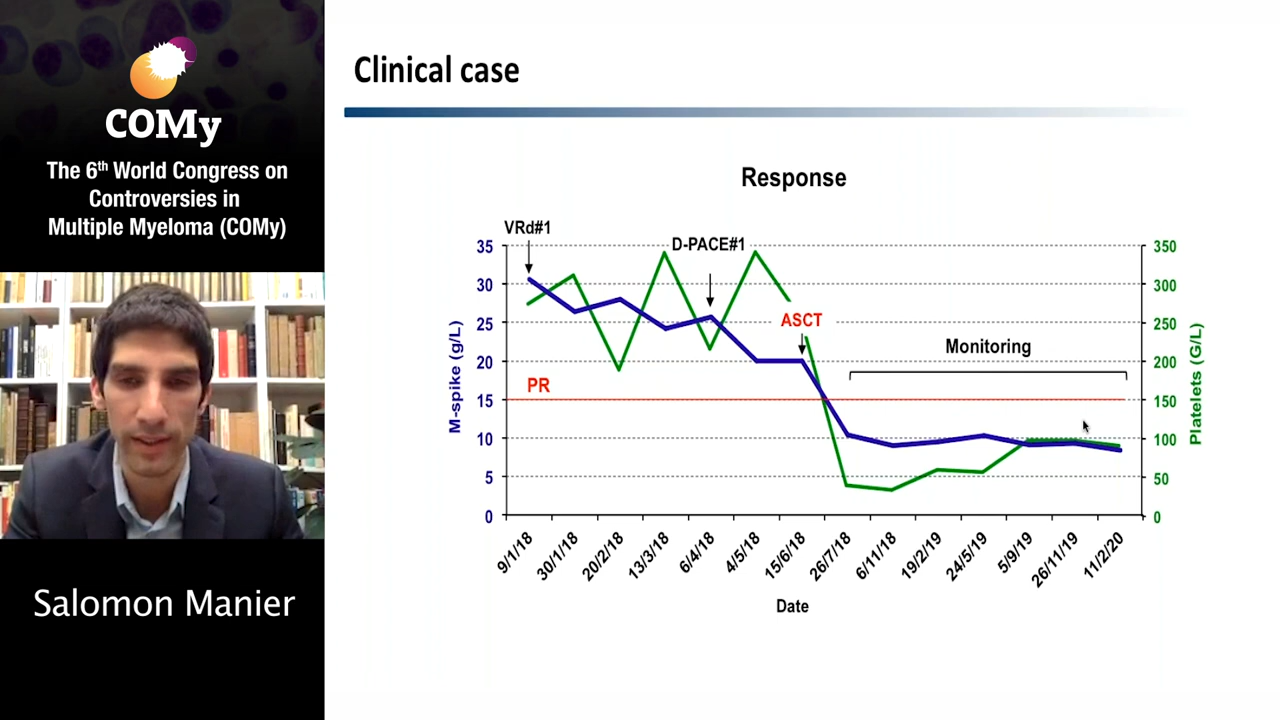 COMy
The 6th World Congress on
Controversies in
Multiple Myeloma (COMy)
Salomon Manier
Clinical case
Response
VRd#1
D-PACE#1
ASCT
Monitoring
PR
M-spike (g/L)
35
30
25
20
15
10
5
0
Platelets (G/L)
350
300
250
200
150
100
50
0
9/1/18
30/1/18
20/2/18
13/3/18
6/4/18
4/5/18
15/6/18
26/7/18
6/11/18
19/2/19
24/5/19
5/9/19
26/11/19
11/2/20
Date